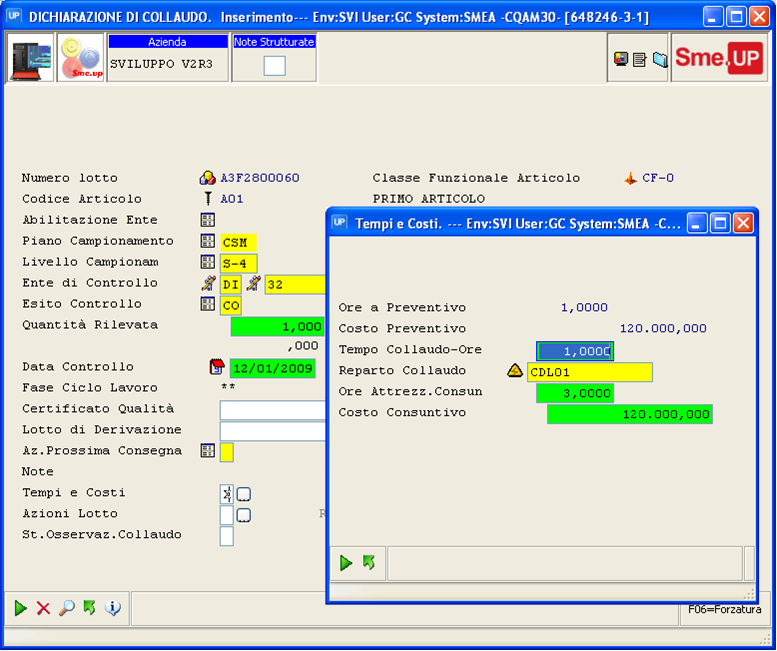 UP DICHIARAZIONE DI COLLAUDO. Inserimento--- Env:SVI User:GC System:SMEA -CQAM30- [648246-3-1]
Azienda
Note Strutturate
Sme.up
SVILUPPO V2R3
Sme.UP
Numero lotto A3F2800060 Classe Funzionale Articolo CF-0
Codice Articolo A01 PRIMO ARTICOLO
Abilitazione Ente
Piano Campionamento CSM
Livello Campionam S-4
Ente di Controllo DI 32
Esito Controllo CO
Quantità Rilevata 1,000
,000
Data Controllo 12/01/2009
Fase Ciclo Lavoro **
Certificato Qualità
Lotto di Derivazione
Az.Prossima Consegna
Note
Tempi e Costi
Azioni Lotto R
St.Osservaz.Collaudo
F06=Forzatura
UP Tempi e Costi. --- Env:SVI User:GC System:SMEA -C...
Ore a Preventivo 1,0000
Costo Preventivo 120.000,000
Tempo Collaudo-Ore 1,0000
Reparto Collaudo CDL01
Ore Attrezz.Consun 3,0000
Costo Consuntivo 120.000,000